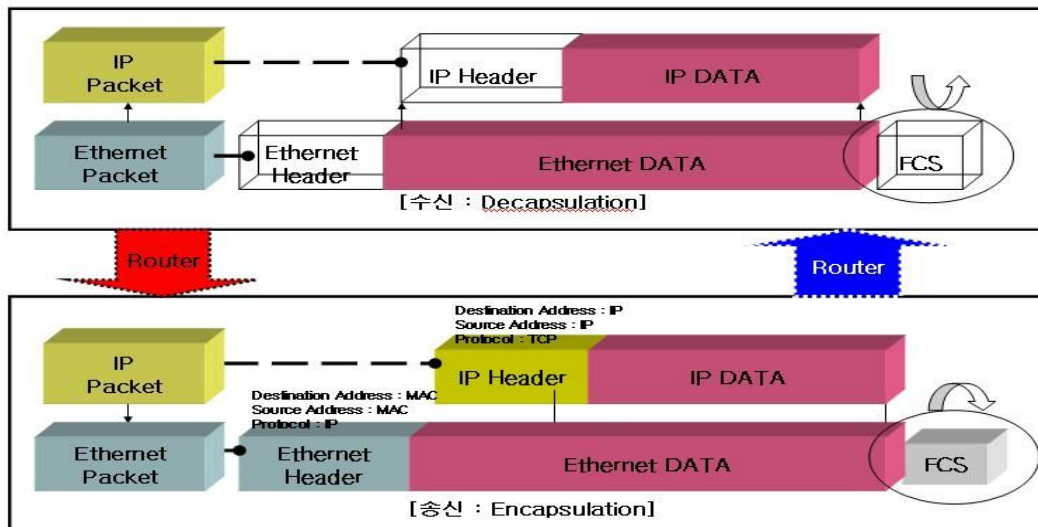 IP
Packet
IP Header
IP DATA
Ethernet
Packet
Ethernet
Header
Ethernet DATA
FCS
[수신 : Decapsulation]
Router
Router
Destination Address : IP
Source Address : IP
Protocol : TCP
IP
Packet
IP Header
IP DATA
Destination Address : MAC
Source Address : MAC
Protocol : IP
Ethernet
Packet
Ethernet
Header
Ethernet DATA
FCS
[송신 : Encapsulation]